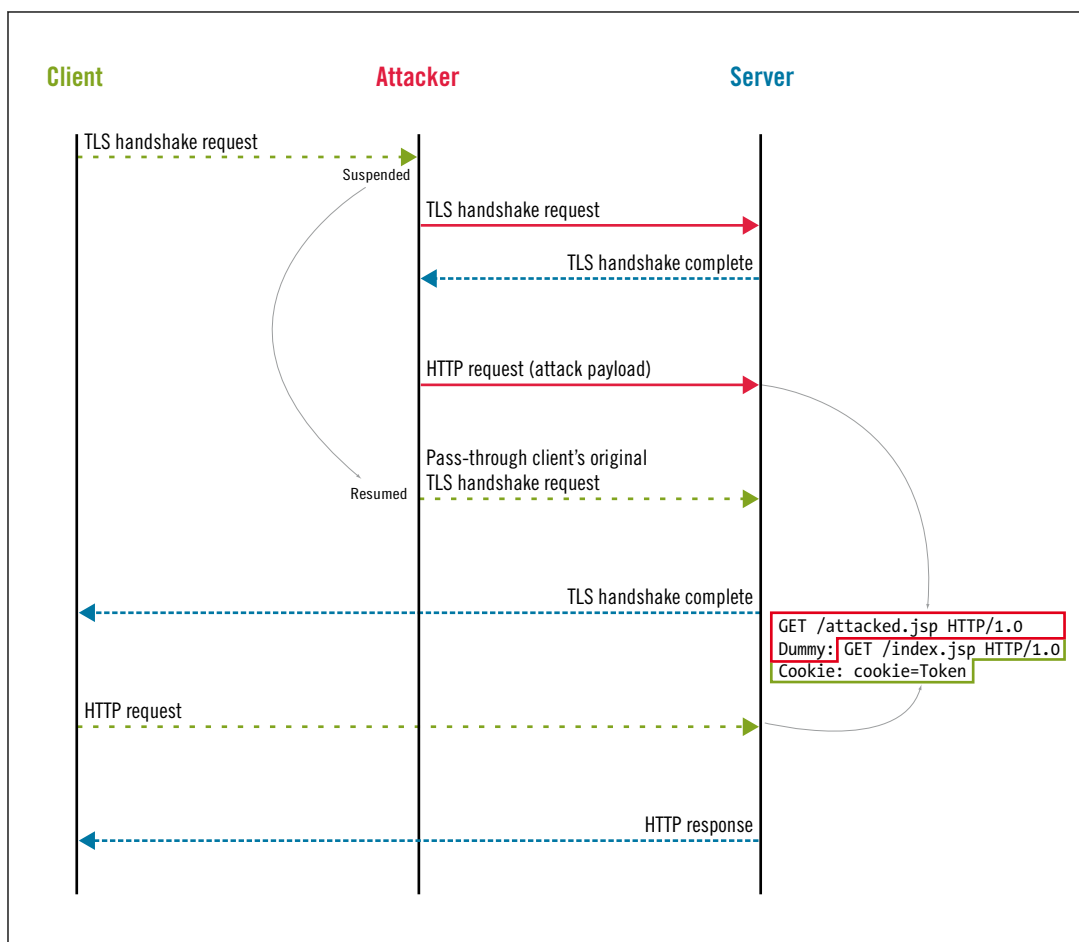 Client
Attacker
Server
TLS handshake request
Suspended
TLS handshake request
TLS handshake complete
HTTP request (attack payload)
Pass-through client’s original
TLS handshake request
Resumed
TLS handshake complete
GET /attacked.jsp HTTP/1.0
Dummy: GET /index.jsp HTTP/1.0
Cookie: cookie=Token
HTTP request
HTTP response